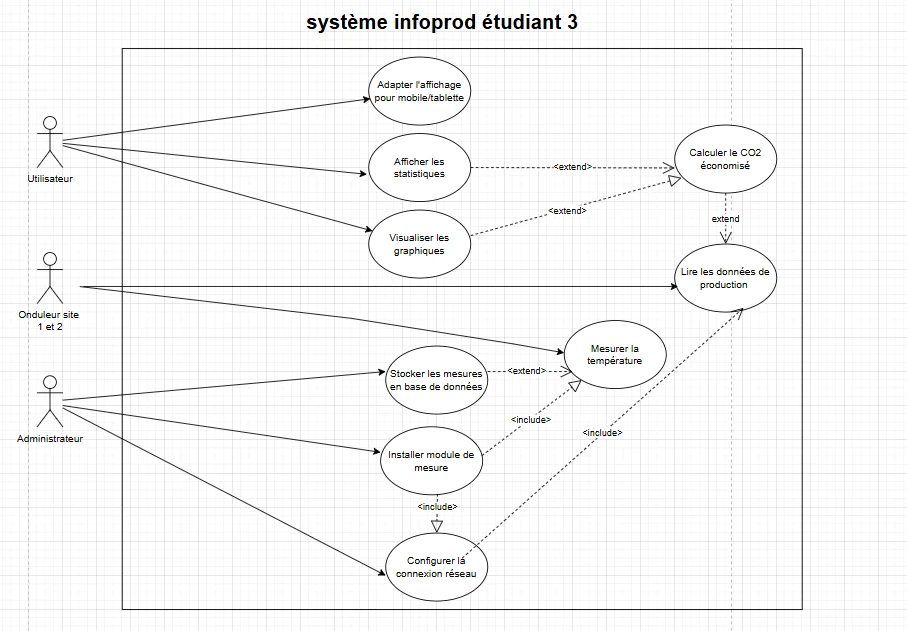 système infoprod étudiant 3
Adapter l'affichage
pour mobile/tablette
Utilisateur
Afficher les
statistiques
<extend>
Calculer le CO2
économisé
Visualiser les
graphiques
<extend>
extend
Onduleur site
1 et 2
Lire les données de
production
Mesurer la
température
Stocker les mesures
en base de données
<extend>
Administrateur
<include>
<include>
Installer module de
mesure
<include>
Configurer la
connexion réseau